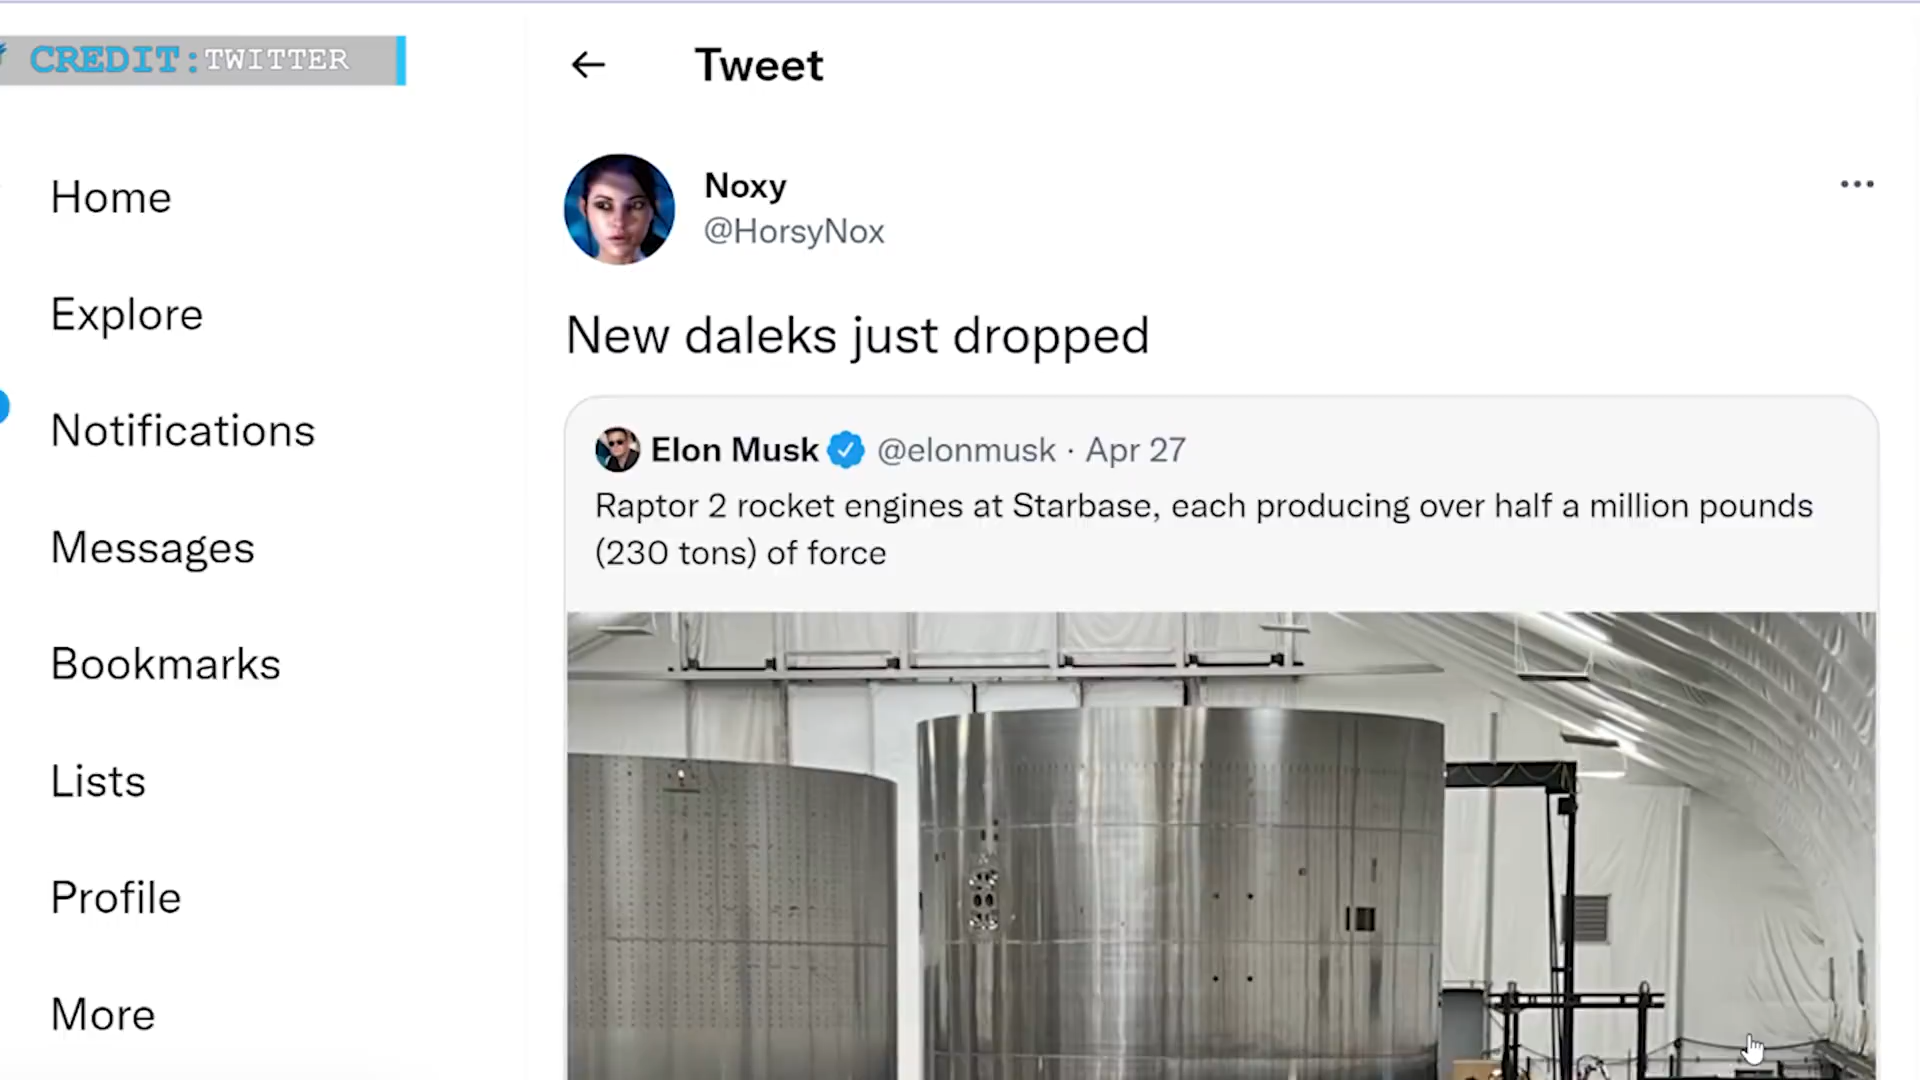 CREDIT:TWITTER
Home
Explore
Notifications
Messages
Bookmarks
Lists
Profile
More
Tweet
Noxy
@HorsyNox
New daleks just dropped
Elon Musk @elonmusk · Apr 27
Raptor 2 rocket engines at Starbase, each producing over half a million pounds
(230 tons) of force